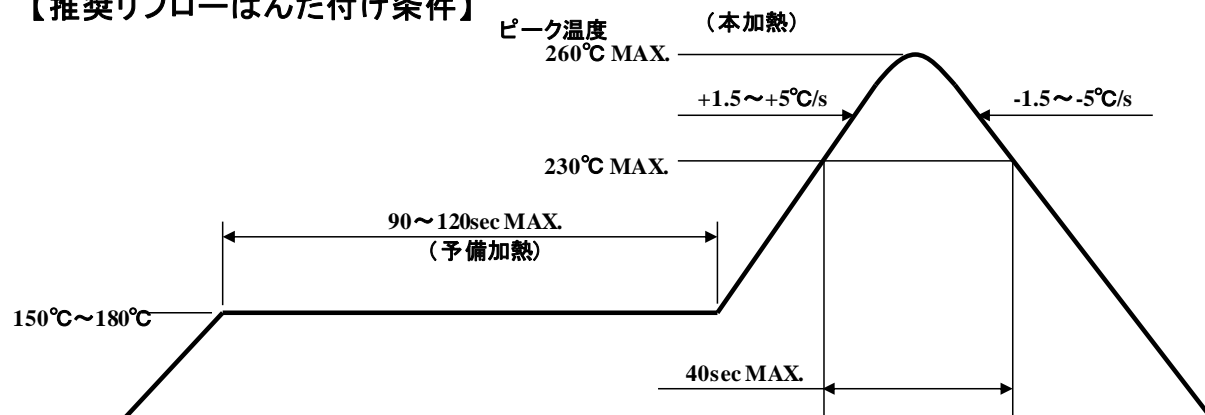 【推奨リフローはんだ付け条件】
ピーク温度
(本加熱)
260℃ MAX.
+1.5～+5℃/s
-1.5～-5℃/s
230℃ MAX.
90～120sec MAX.
(予備加熱)
150℃～180℃
40sec MAX.